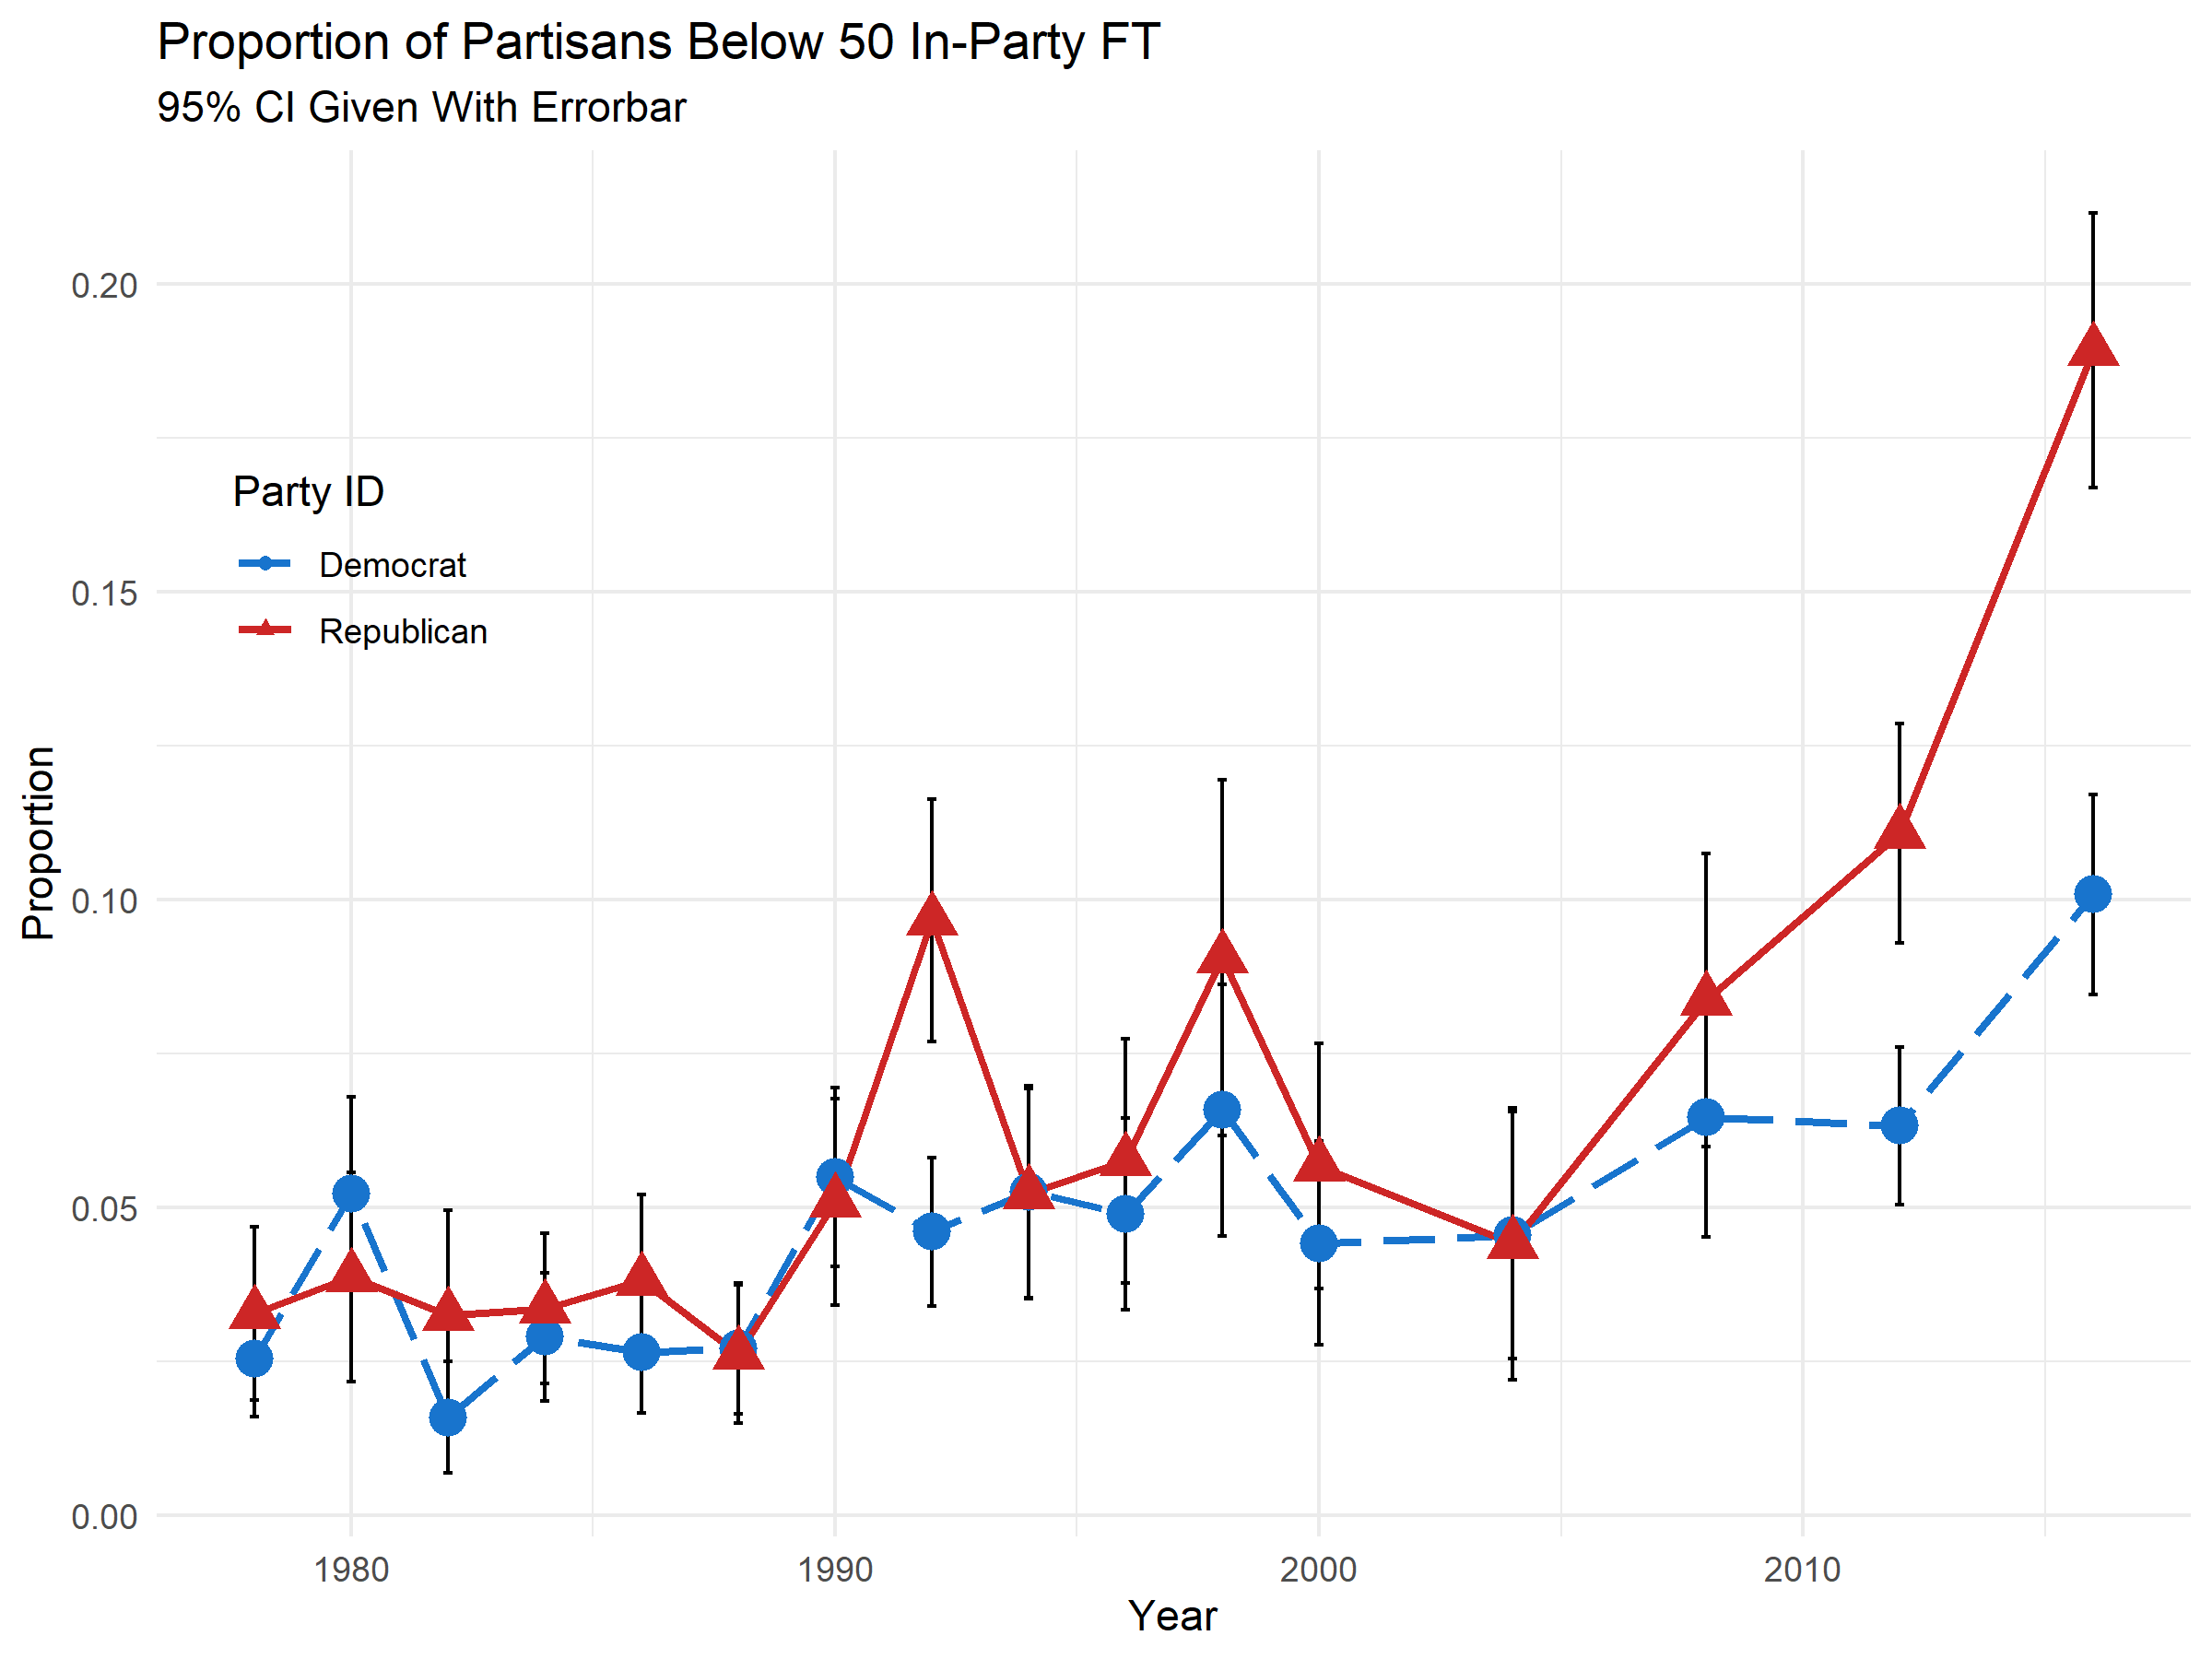 Proportion of Partisans Below 50 In-Party FT
95% CI Given With Errorbar
0.20
0.15
0.10
0.05
0.00
Proportion
Party ID
Democrat
Republican
1980
1990
2000
2010
Year